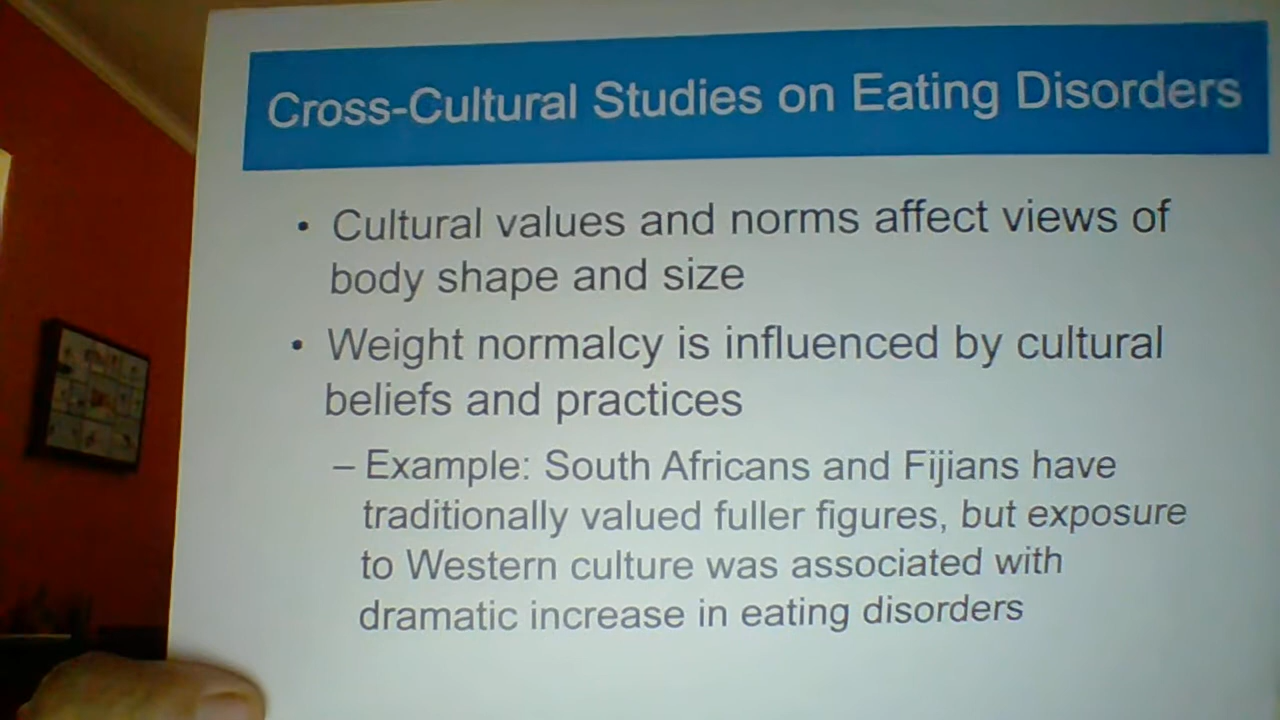 Cross-Cultural Studies on Eating Disorders
• Cultural values and norms affect views of
body shape and size
• Weight normalcy is influenced by cultural
beliefs and practices
– Example: South Africans and Fijians have
traditionally valued fuller figures, but exposure
to Western culture was associated with
dramatic increase in eating disorders